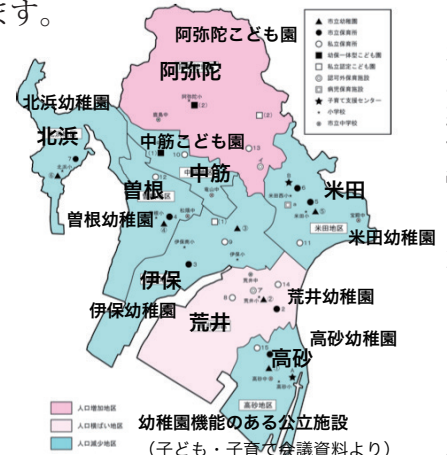 ます。
阿弥陀こども園
阿弥陀
▲ 市立幼稚園
● 市立保育所
○ 私立保育所
■ 幼保一体型こども園
□ 私立認定こども園
認可外保育施設
病児保育施設
★ 子育て支援センター
小学校
市立中学校
北浜幼稚園
北浜
中筋こども園
中筋
曽根
米田
米田地区
曽根幼稚園
米田幼稚園
伊保
伊保幼稚園
荒井幼稚園
荒井
高砂幼稚園
高砂
高砂地区
人口増加地区
人口横ばい地区
人口減少地区
幼稚園機能のある公立施設
(子ども・子育て会議資料より)